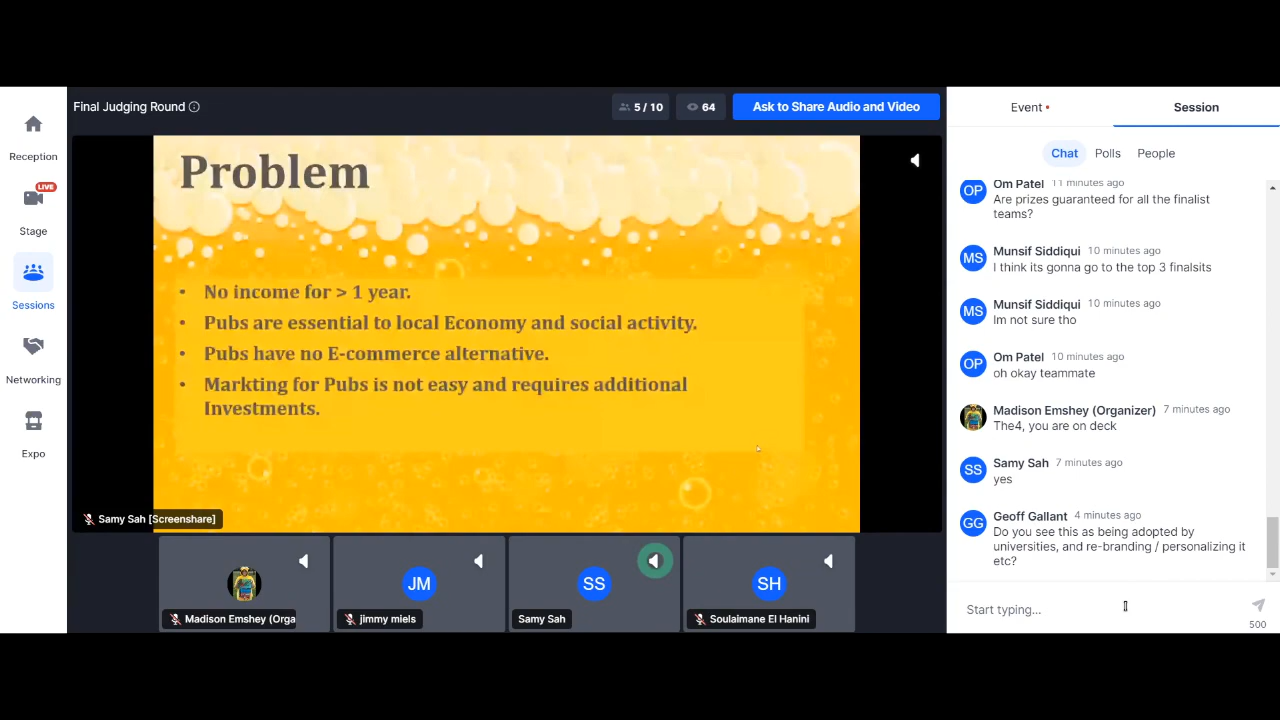 Reception
LIVE
Stage
Sessions
Networking
Expo
Final Judging Round
5 / 10
64
Ask to Share Audio and Video
Problem
• No income for > 1 year.
• Pubs are essential to local Economy and social activity.
• Pubs have no E-commerce alternative.
• Markting for Pubs is not easy and requires additional
Investments.
Samy Sah [Screenshare]
Madison Emshey (Orga
JM
jimmy miels
SS
Samy Sah
SH
Soulaimane El Hanini
Event
Session
Chat
Polls
People
OP
Om Patel 11 minutes ago
Are prizes guaranteed for all the finalist
teams?
MS
Munsif Siddiqui 10 minutes ago
I think its gonna go to the top 3 finalsits
MS
Munsif Siddiqui 10 minutes ago
Im not sure tho
OP
Om Patel 10 minutes ago
oh okay teammate
Madison Emshey (Organizer) 7 minutes ago
The4, you are on deck
SS
Samy Sah 7 minutes ago
yes
GG
Geoff Gallant 4 minutes ago
Do you see this as being adopted by
universities, and re-branding / personalizing it
etc?
Start typing...
500